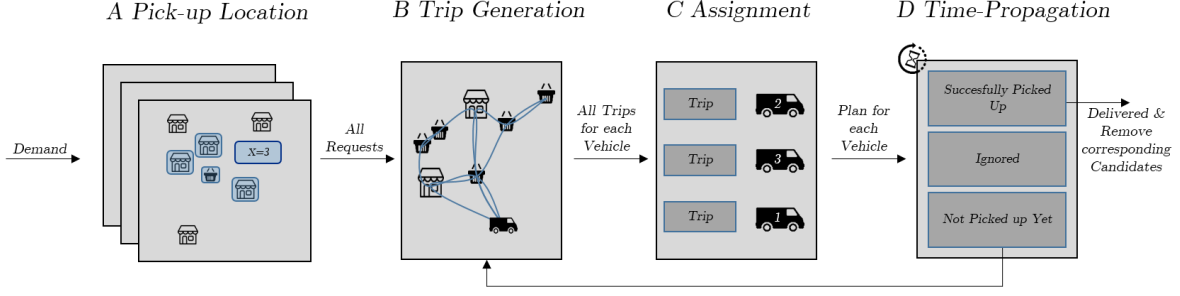 A Pick-up Location
B Trip Generation
C Assignment
D Time-Propagation
Demand
X=3
All
Requests
All Trips
for each
Vehicle
Trip
2
Trip
3
Trip
1
Plan for
each
Vehicle
Succesfully Picked
Up
Ignored
Not Picked up Yet
Delivered &
Remove
corresponding
Candidates